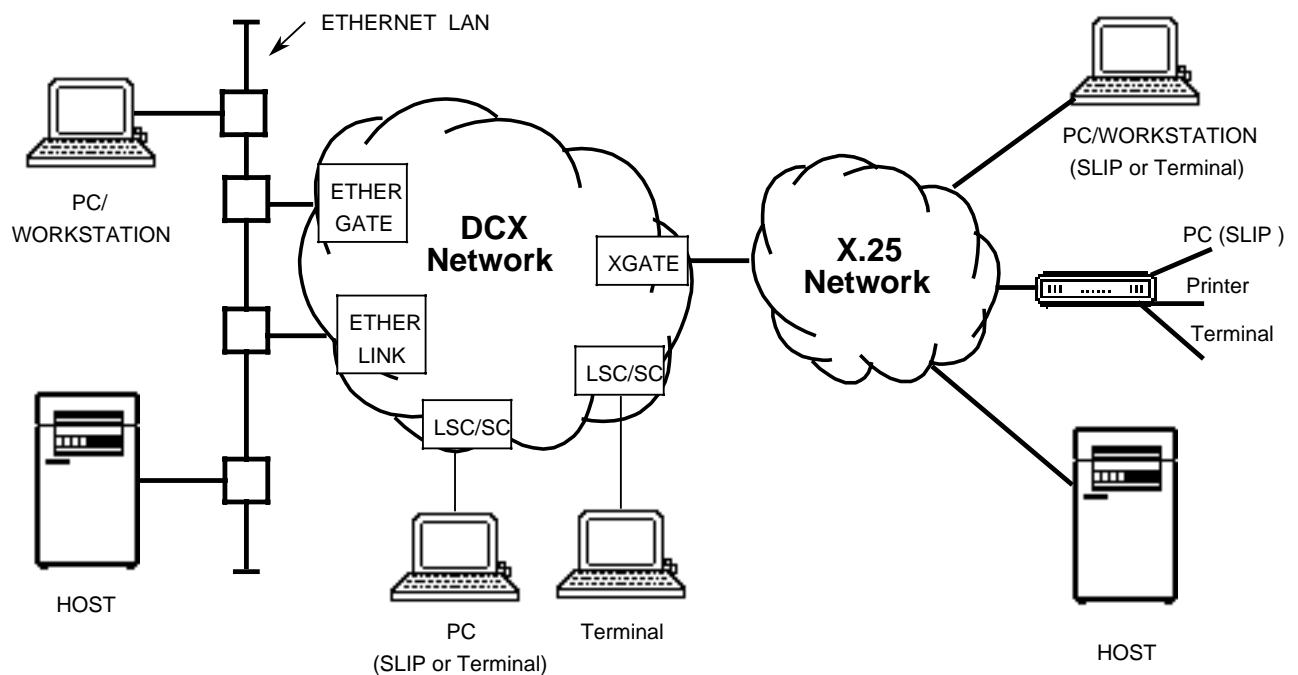 ETHERNET LAN
PC/
WORKSTATION
ETHER
GATE
DCX
Network
XGATE
ETHER
LINK
LSC/SC
LSC/SC
HOST
PC
(SLIP or Terminal)
Terminal
X.25
Network
PC/WORKSTATION
(SLIP or Terminal)
PC (SLIP )
Printer
Terminal
HOST